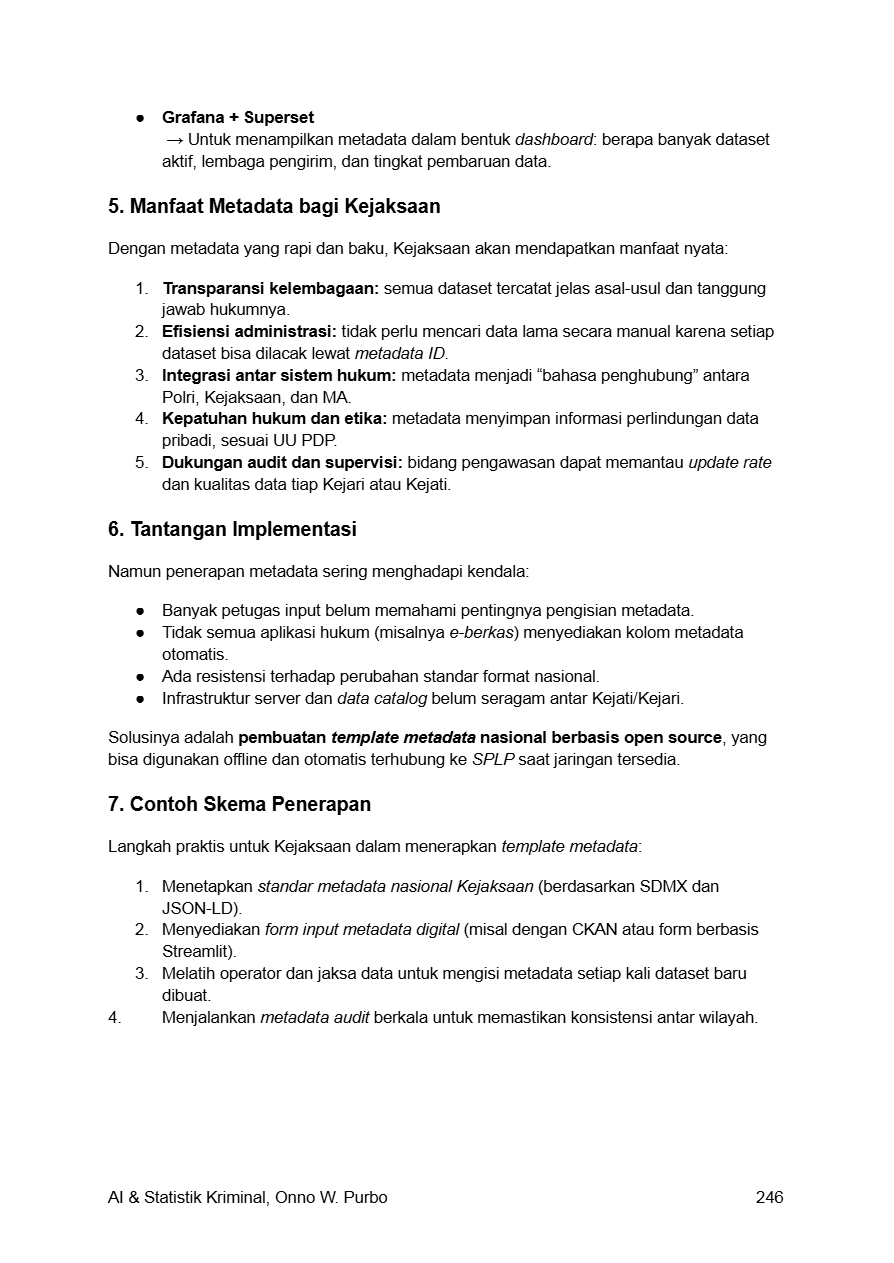 ● Grafana + Superset
→ Untuk menampilkan metadata dalam bentuk dashboard: berapa banyak dataset
aktif, lembaga pengirim, dan tingkat pembaruan data.
5. Manfaat Metadata bagi Kejaksaan
Dengan metadata yang rapi dan baku, Kejaksaan akan mendapatkan manfaat nyata:
1. Transparansi kelembagaan: semua dataset tercatat jelas asal-usul dan tanggung
jawab hukumnya.
2. Efisiensi administrasi: tidak perlu mencari data lama secara manual karena setiap
dataset bisa dilacak lewat metadata ID.
3. Integrasi antar sistem hukum: metadata menjadi “bahasa penghubung” antara
Polri, Kejaksaan, dan MA.
4. Kepatuhan hukum dan etika: metadata menyimpan informasi perlindungan data
pribadi, sesuai UU PDP.
5. Dukungan audit dan supervisi: bidang pengawasan dapat memantau update rate
dan kualitas data tiap Kejari atau Kejati.
6. Tantangan Implementasi
Namun penerapan metadata sering menghadapi kendala:
● Banyak petugas input belum memahami pentingnya pengisian metadata.
● Tidak semua aplikasi hukum (misalnya e-berkas) menyediakan kolom metadata
otomatis.
● Ada resistensi terhadap perubahan standar format nasional.
● Infrastruktur server dan data catalog belum seragam antar Kejati/Kejari.
Solusinya adalah pembuatan template metadata nasional berbasis open source, yang
bisa digunakan offline dan otomatis terhubung ke SPLP saat jaringan tersedia.
7. Contoh Skema Penerapan
Langkah praktis untuk Kejaksaan dalam menerapkan template metadata:
1. Menetapkan standar metadata nasional Kejaksaan (berdasarkan SDMX dan
JSON-LD).
2. Menyediakan form input metadata digital (misal dengan CKAN atau form berbasis
Streamlit).
3. Melatih operator dan jaksa data untuk mengisi metadata setiap kali dataset baru
dibuat.
4. Menjalankan metadata audit berkala untuk memastikan konsistensi antar wilayah.
AI & Statistik Kriminal, Onno W. Purbo 246